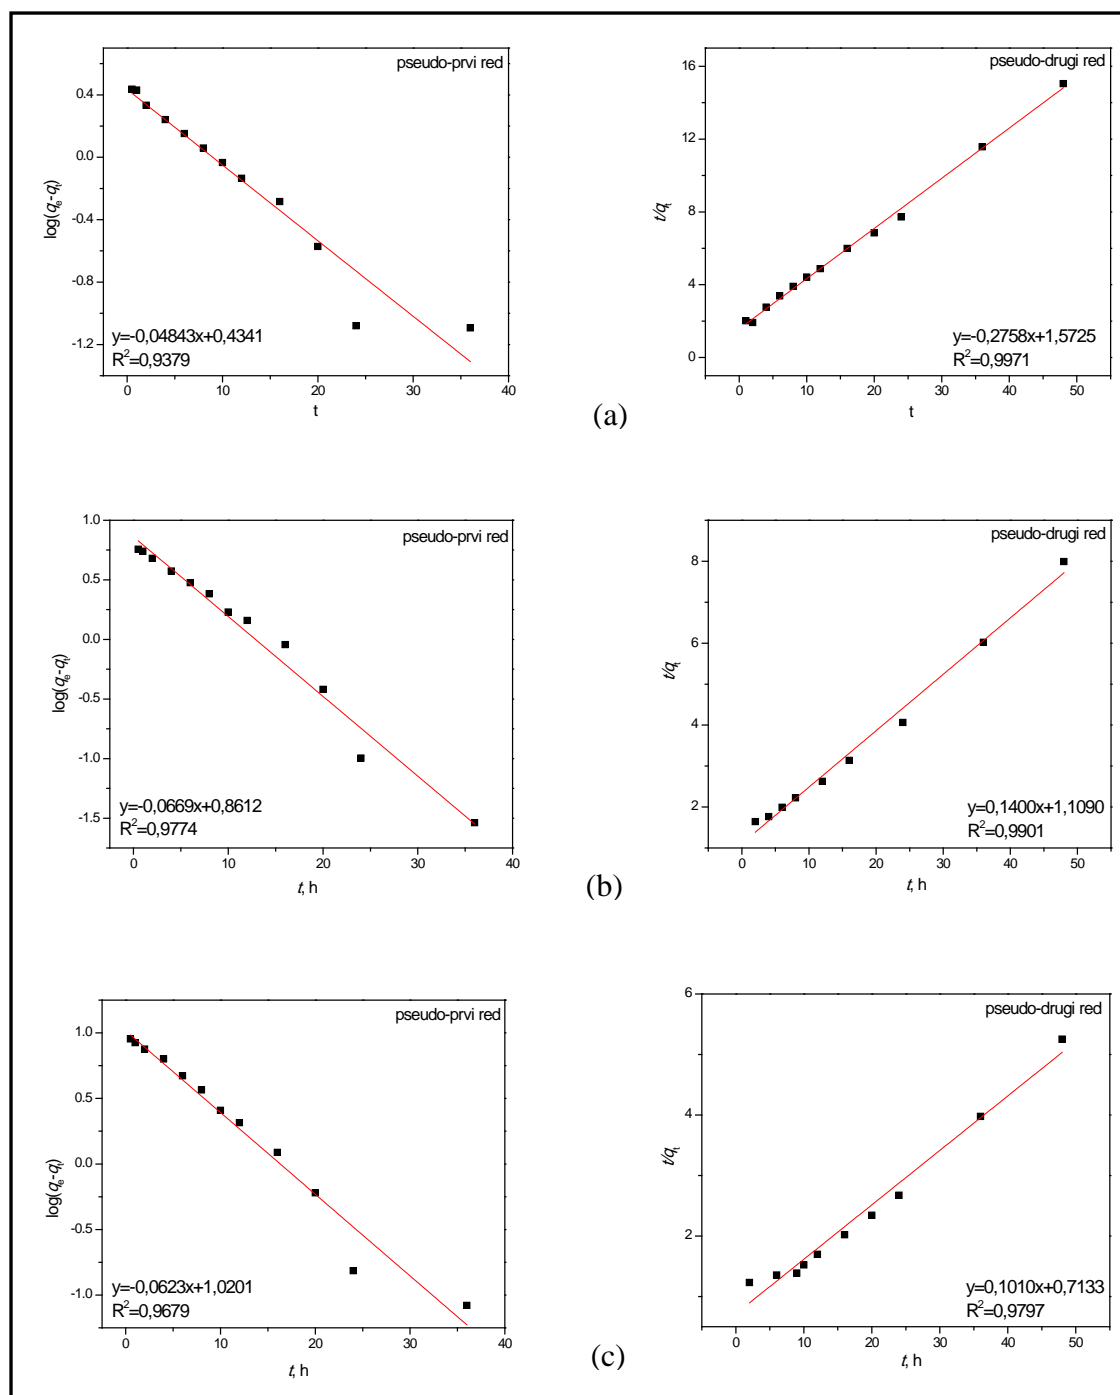 pseudo-prvi red
0.4
0.0
-0.4
-0.8
-1.2
log(qe-qt)
y=-0,04843x+0,4341
R²=0,9379
0 10 20 30 40
t
pseudo-drugi red
16
12
8
4
0
t/qt
y=-0,2758x+1,5725
R²=0,9971
0 10 20 30 40 50
t
(a)
pseudo-prvi red
1.0
0.5
0.0
-0.5
-1.0
-1.5
log(qe-qt)
y=-0,0669x+0,8612
R²=0,9774
0 10 20 30 40
t, h
pseudo-drugi red
8
6
4
2
t/qt
y=0,1400x+1,1090
R²=0,9901
0 10 20 30 40 50
t, h
(b)
pseudo-prvi red
1.0
0.5
0.0
-0.5
-1.0
log(qe-qt)
y=-0,0623x+1,0201
R²=0,9679
0 10 20 30 40
t, h
pseudo-drugi red
6
4
2
t/qt
y=0,1010x+0,7133
R²=0,9797
0 10 20 30 40 50
t, h
(c)